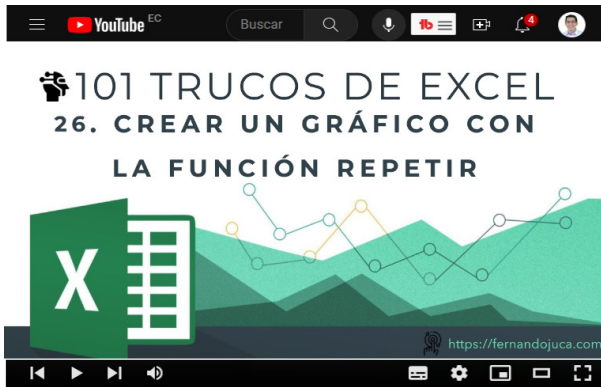 YouTube EC
Buscar
tb
4
101 TRUCOS DE EXCEL
26. CREAR UN GRÁFICO CON
LA FUNCIÓN REPETIR
X
https://fernandojuca.com